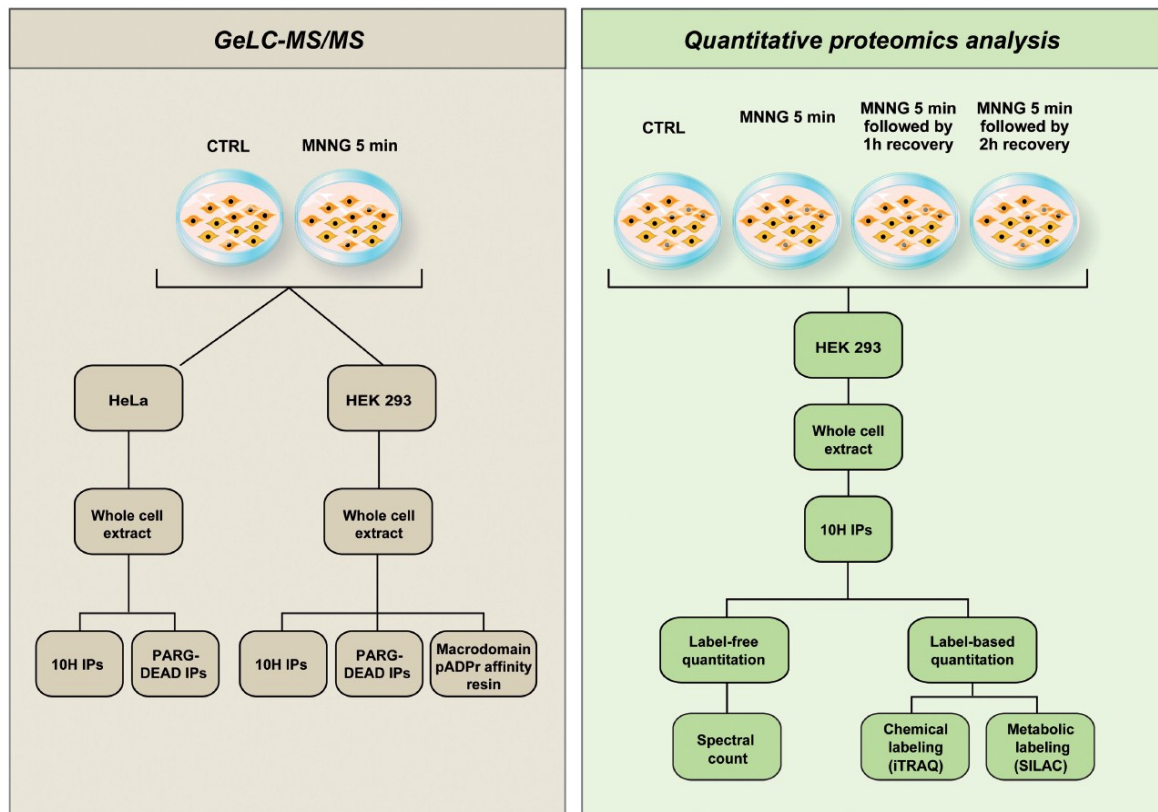 GeLC-MS/MS
CTRL
MNNG 5 min
HeLa
HEK 293
Whole cell
extract
Whole cell
extract
10H IPs
PARG-
DEAD IPs
10H IPs
PARG-
DEAD IPs
Macrodomain
pADPr affinity
resin
Quantitative proteomics analysis
CTRL
MNNG 5 min
MNNG 5 min
followed by
1h recovery
MNNG 5 min
followed by
2h recovery
HEK 293
Whole cell
extract
10H IPs
Label-free
quantitation
Label-based
quantitation
Spectral
count
Chemical
labeling
(iTRAQ)
Metabolic
labeling
(SILAC)